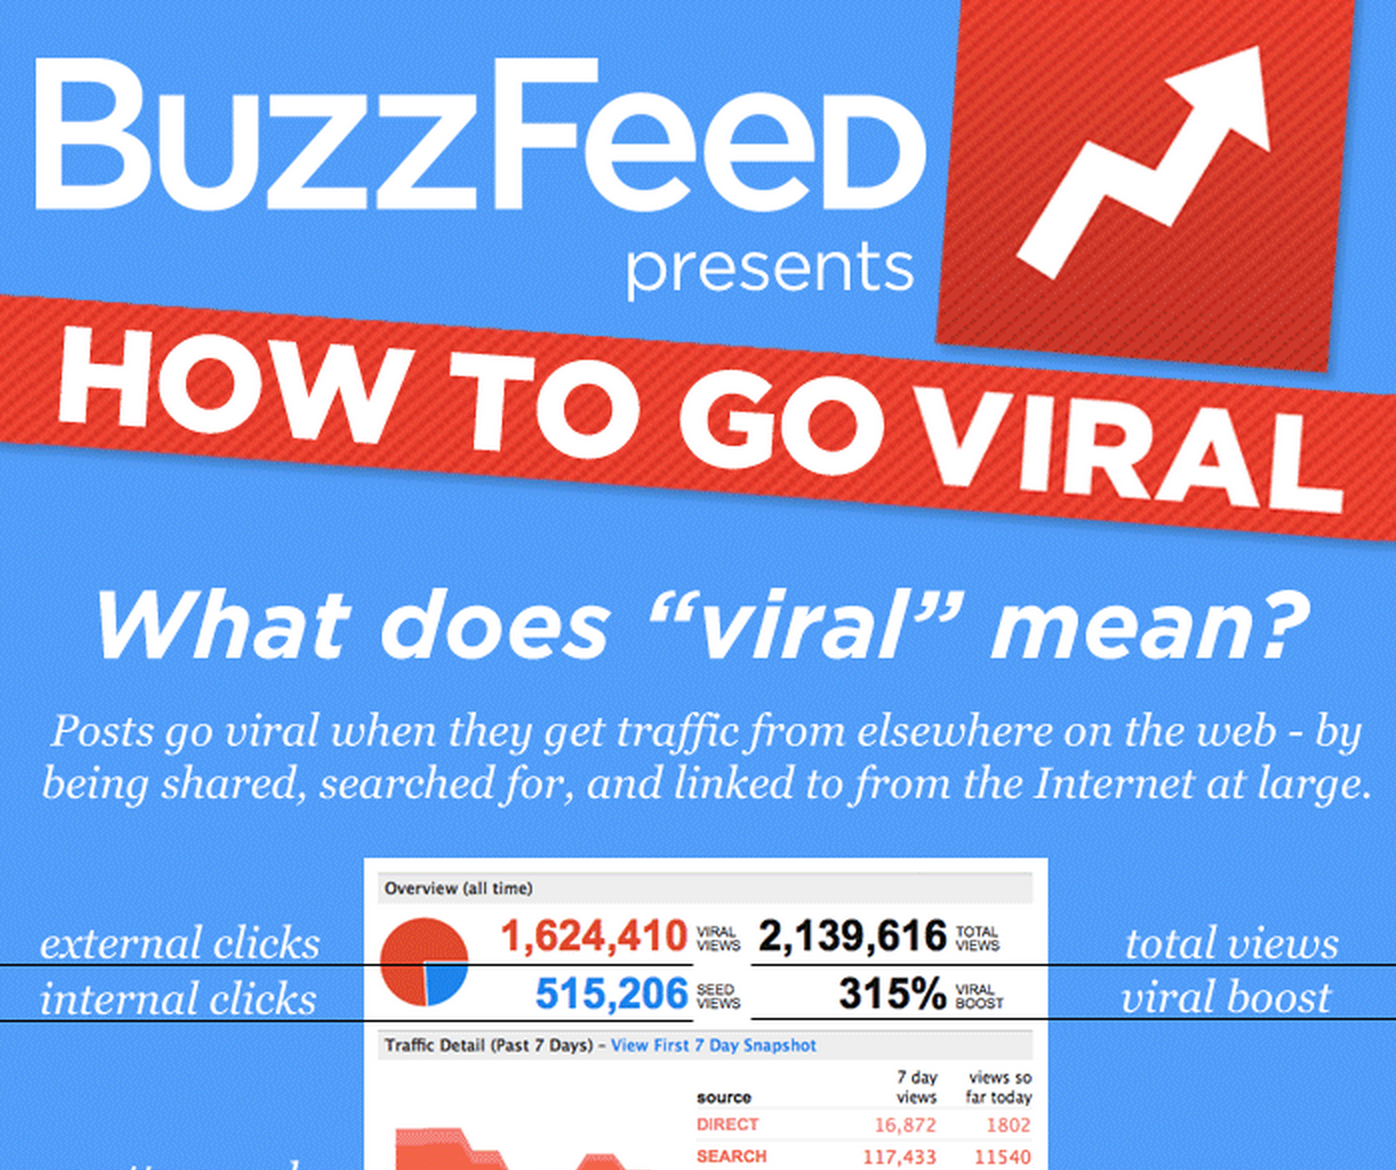 BuzzFeeD
presents
HOW TO GO VIRAL
What does “viral” mean?
Posts go viral when they get traffic from elsewhere on the web - by
being shared, searched for, and linked to from the Internet at large.
Overview (all time)
external clicks 1,624,410 VIRAL VIEWS 2,139,616 TOTAL VIEWS total views
internal clicks 515,206 SEED VIEWS 315% VIRAL BOOST viral boost
Traffic Detail (Past 7 Days) – View First 7 Day Snapshot
7 day views so
source views far today
DIRECT 16,872 1802
SEARCH 117,433 11540